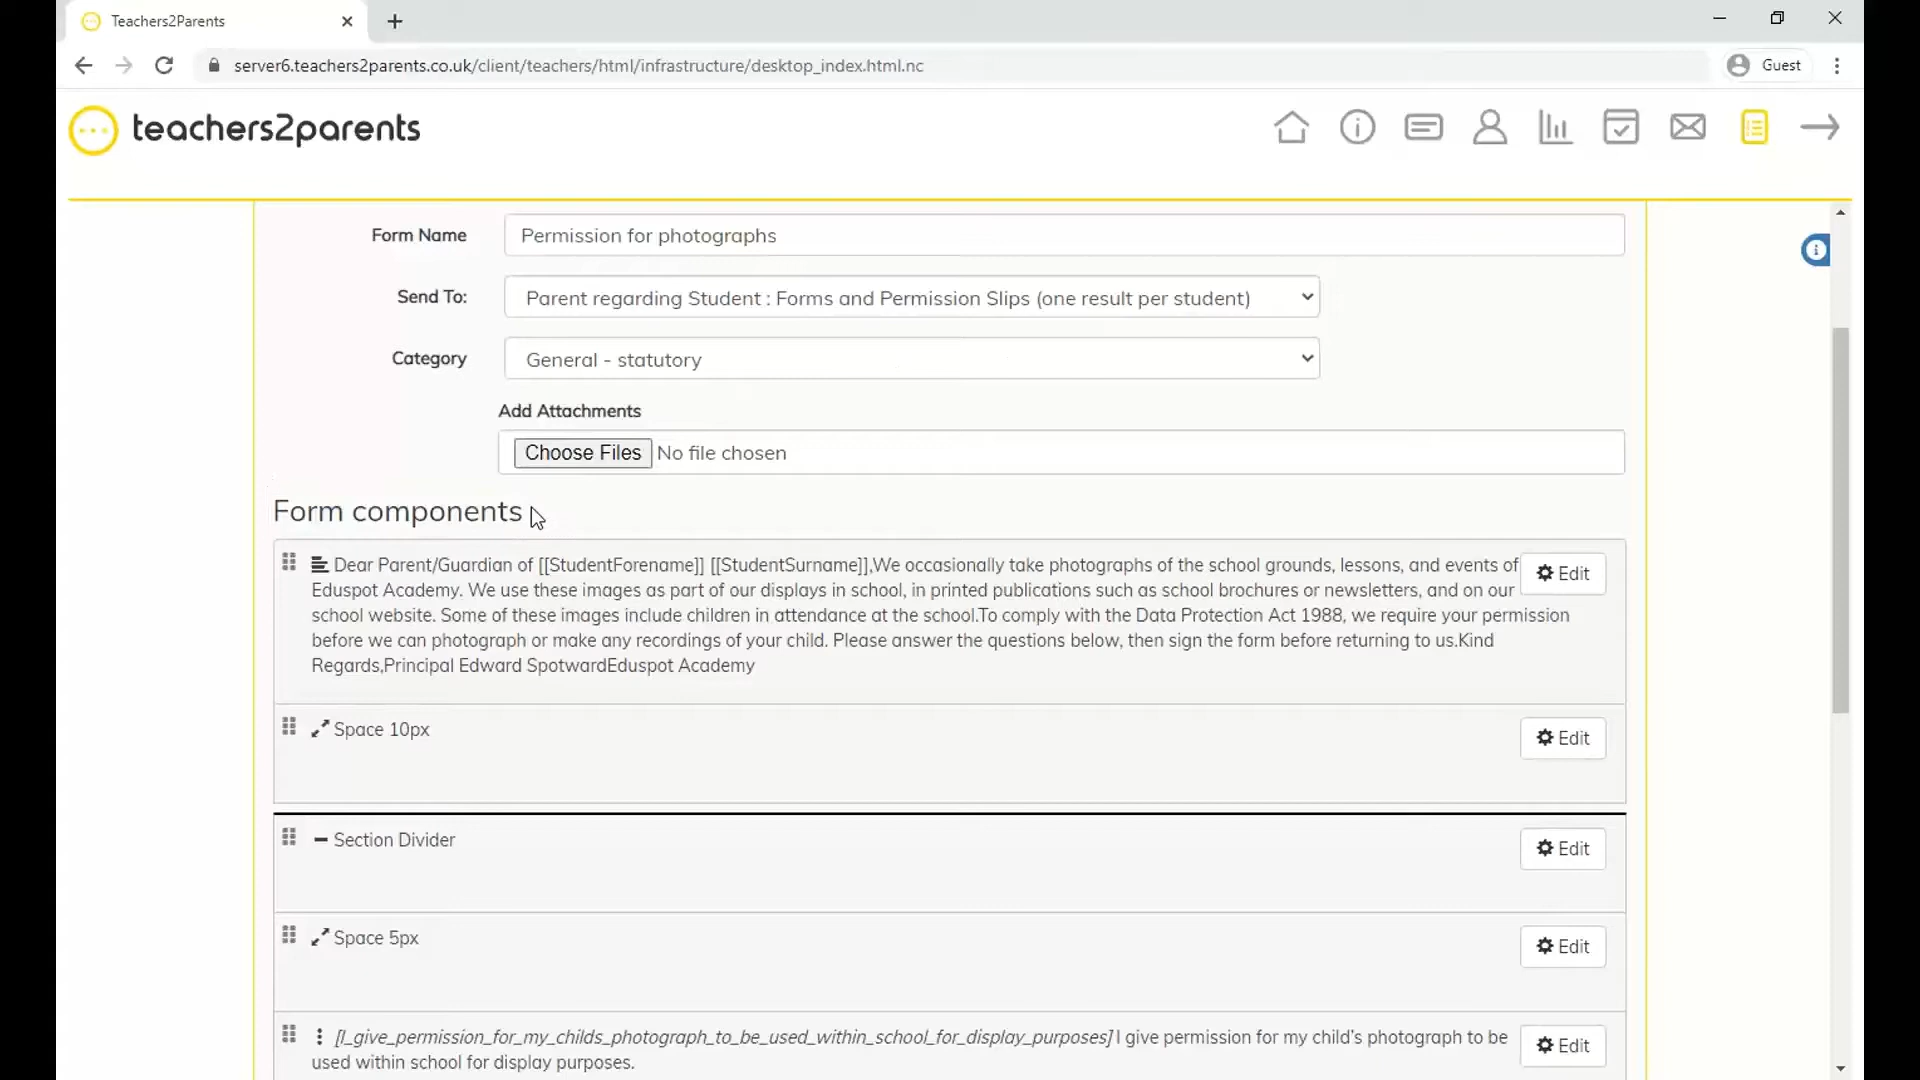 Teachers2Parents
server6.teachers2parents.co.uk/client/teachers/html/infrastructure/desktop_index.html.nc
Guest
teachers2parents
Form Name
Permission for photographs
Send To:
Parent regarding Student : Forms and Permission Slips (one result per student)
Category
General - statutory
Add Attachments
Choose Files No file chosen
Form components
Dear Parent/Guardian of [[StudentForename]] [[StudentSurname]],We occasionally take photographs of the school grounds, lessons, and events of
Eduspot Academy. We use these images as part of our displays in school, in printed publications such as school brochures or newsletters, and on our
school website. Some of these images include children in attendance at the school.To comply with the Data Protection Act 1988, we require your permission
before we can photograph or make any recordings of your child. Please answer the questions below, then sign the form before returning to us.Kind
Regards,Principal Edward SpotwardEduspot Academy
Edit
Space 10px
Edit
Section Divider
Edit
Space 5px
Edit
[I_give_permission_for_my_childs_photograph_to_be_used_within_school_for_display_purposes] I give permission for my child's photograph to be
used within school for display purposes.
Edit